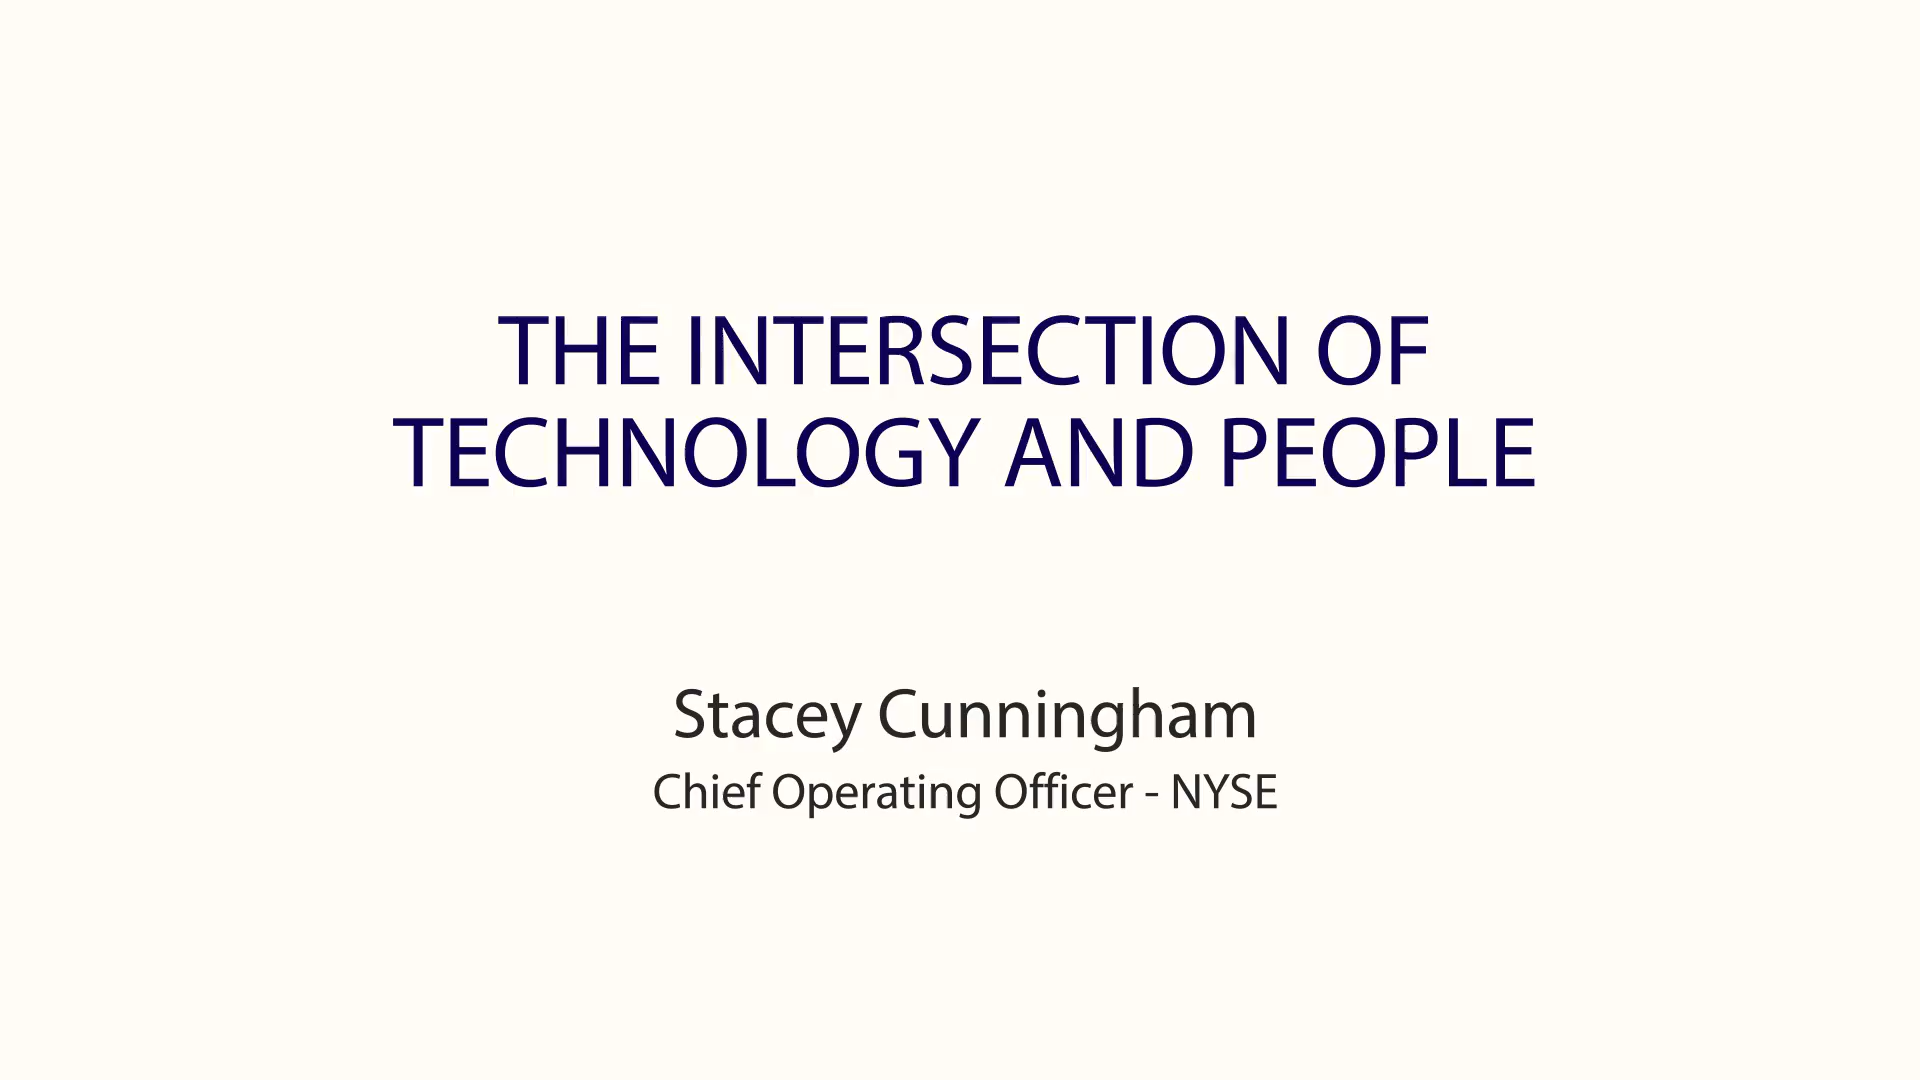 THE INTERSECTION OF
TECHNOLOGY AND PEOPLE
Stacey Cunningham
Chief Operating Officer - NYSE